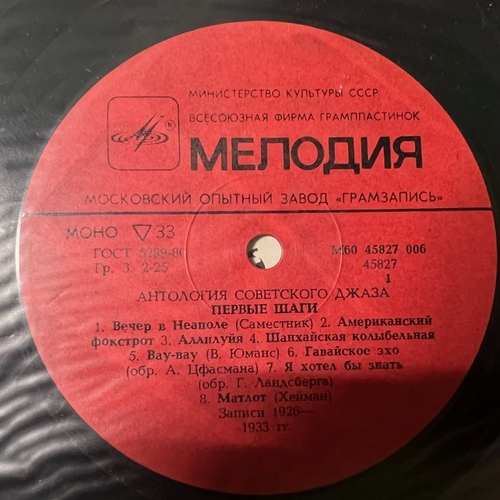 МИНИСТЕРСТВО КУЛЬТУРЫ СССР
ВСЕСОЮЗНАЯ ФИРМА ГРАМПЛАСТИНОК
МЕЛОДИЯ
МОСКОВСКИЙ ОПЫТНЫЙ ЗАВОД «ГРАМЗАПИСЬ»
МОНО ▽ 33
ГОСТ 5289-80
Гр. 3. 2-25
М60 45827 006
45827
1
АНТОЛОГИЯ СОВЕТСКОГО ДЖАЗА
ПЕРВЫЕ ШАГИ
1. Вечер в Неаполе (Саместник) 2. Американский
фокстрот 3. Аллилуйя 4. Шанхайская колыбельная
5. Вау-вау (В. Юманс) 6. Гавайское эхо
(обр. А. Цфасмана) 7. Я хотел бы знать
(обр. Г. Ландсберга)
8. Матлот (Хейман)
Записи 1926—
1933 гг.